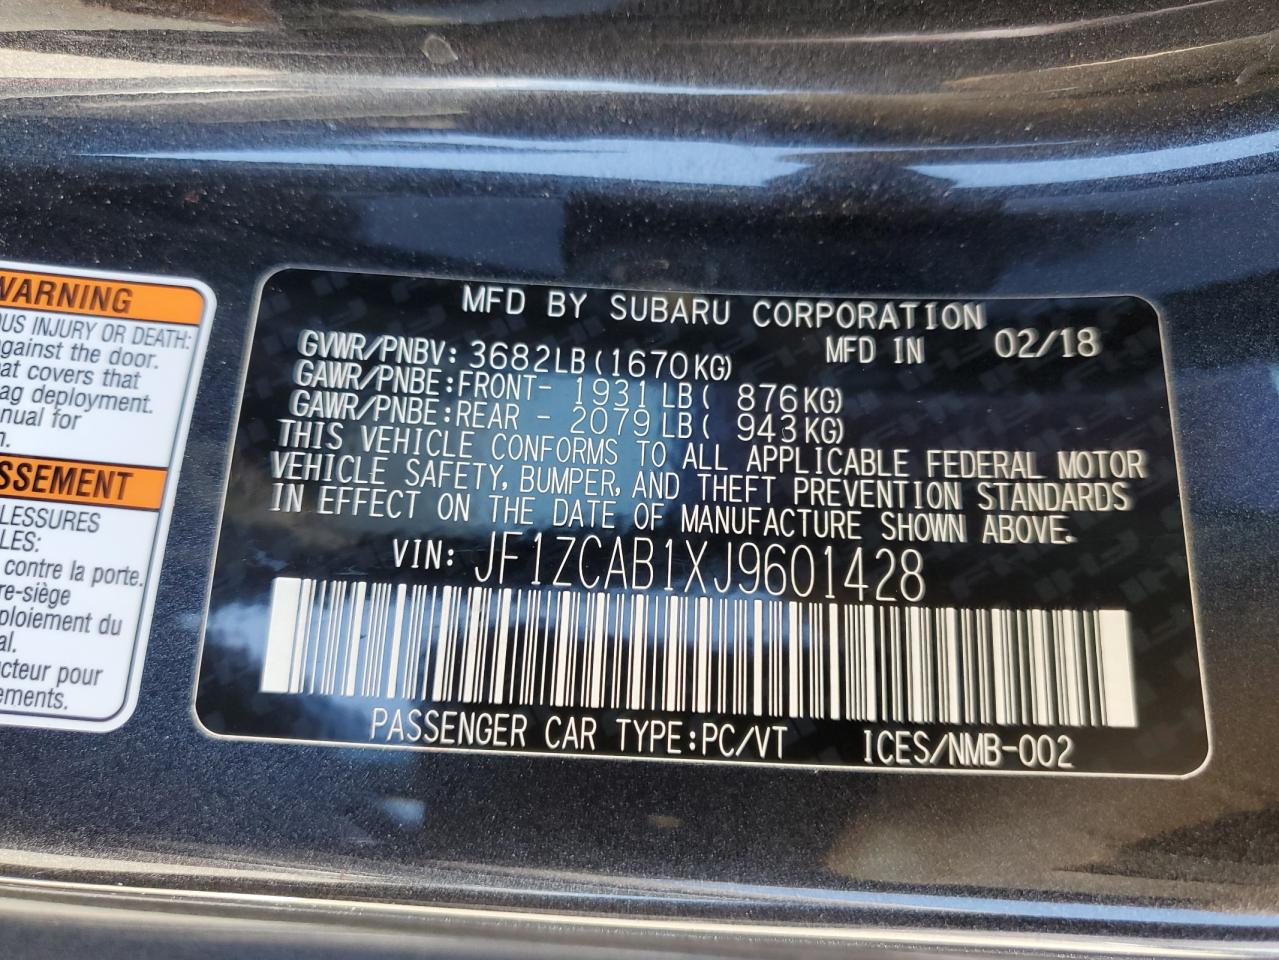 WARNING
OUS INJURY OR DEATH:
against the door.
at covers that
ag deployment.
nual for
n.
SSEMENT
LESSURES
LES:
contre la porte.
re-siège
ploiement du
al.
cteur pour
ements.
MFD BY SUBARU CORPORATION
GVWR/PNBV: 3682LB(1670KG) MFD IN 02/18
GAWR/PNBE:FRONT- 1931LB( 876KG)
GAWR/PNBE:REAR - 2079LB( 943KG)
THIS VEHICLE CONFORMS TO ALL APPLICABLE FEDERAL MOTOR
VEHICLE SAFETY, BUMPER, AND THEFT PREVENTION STANDARDS
IN EFFECT ON THE DATE OF MANUFACTURE SHOWN ABOVE.
VIN: JF1ZCAB1XJ9601428
PASSENGER CAR TYPE:PC/VT ICES/NMB-002